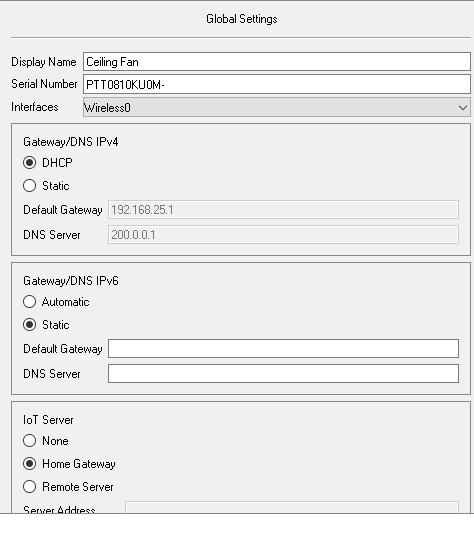 Global Settings
Display Name Ceiling Fan
Serial Number PTT0810KU0M-
Interfaces Wireless0
Gateway/DNS IPv4
DHCP
Static
Default Gateway 192.168.25.1
DNS Server 200.0.0.1
Gateway/DNS IPv6
Automatic
Static
Default Gateway
DNS Server
IoT Server
None
Home Gateway
Remote Server
Server Address